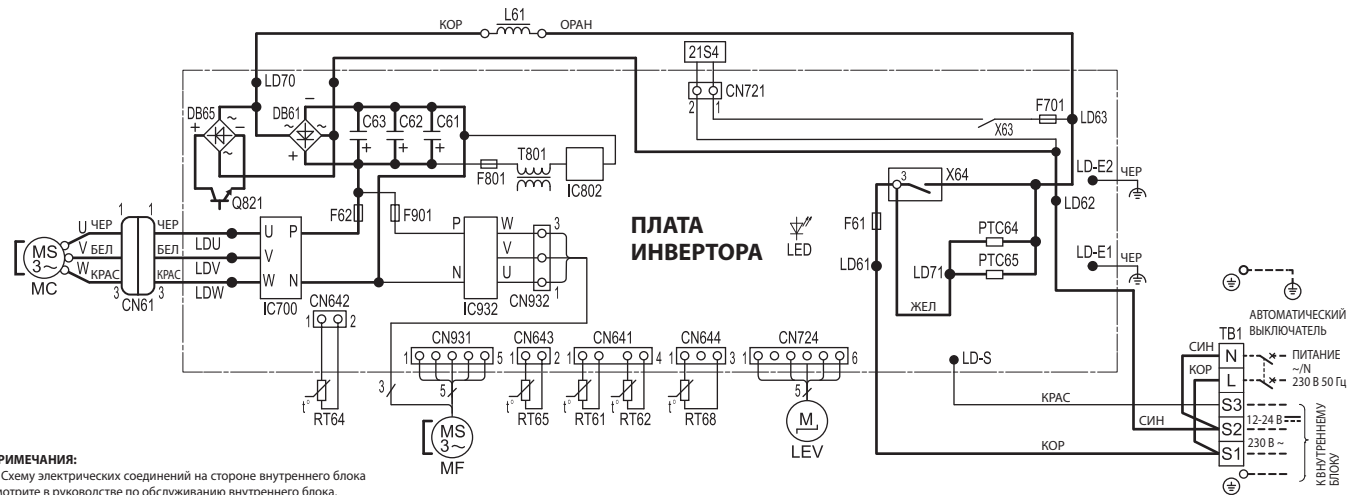 КОР
L61
ОРАН
21S4
LD70
CN721
2
1
F701
X63
LD63
DB65
DB61
C63
C62
C61
T801
F801
IC802
Q821
LD-E2
ЧЕР
LD62
3
X64
F62
F901
ПЛАТА
ИНВЕРТОРА
LED
F61
PTC64
PTC65
LD61
LD71
LD-E1
ЧЕР
ЖЕЛ
1
1
U
ЧЕР
ЧЕР
LDU
V
БЕЛ
БЕЛ
LDV
W
КРАС
КРАС
LDW
3
3
CN61
MS
3~
MC
U
P
V
W
N
IC700
P
N
W
V
U
IC932
3
1
CN932
CN642
1
2
CN931
1
5
CN643
1
2
CN641
1
4
CN644
1
3
CN724
1
6
LD-S
3
5
5
t°
RT64
t°
RT65
t°
RT61
t°
RT62
t°
RT68
MS
3~
MF
M
LEV
АВТОМАТИЧЕСКИЙ
ВЫКЛЮЧАТЕЛЬ
TB1
СИН
N
ПИТАНИЕ
~/N
230 В 50 Гц
КОР
L
КРАС
S3
12-24 В
СИН
S2
230 В ~
КОР
S1
К ВНУТРЕННЕМУ
БЛОКУ
РИМЕЧАНИЯ:
Схему электрических соединений на стороне внутреннего блока
мотрите в руководстве по обслуживанию внутреннего блока.